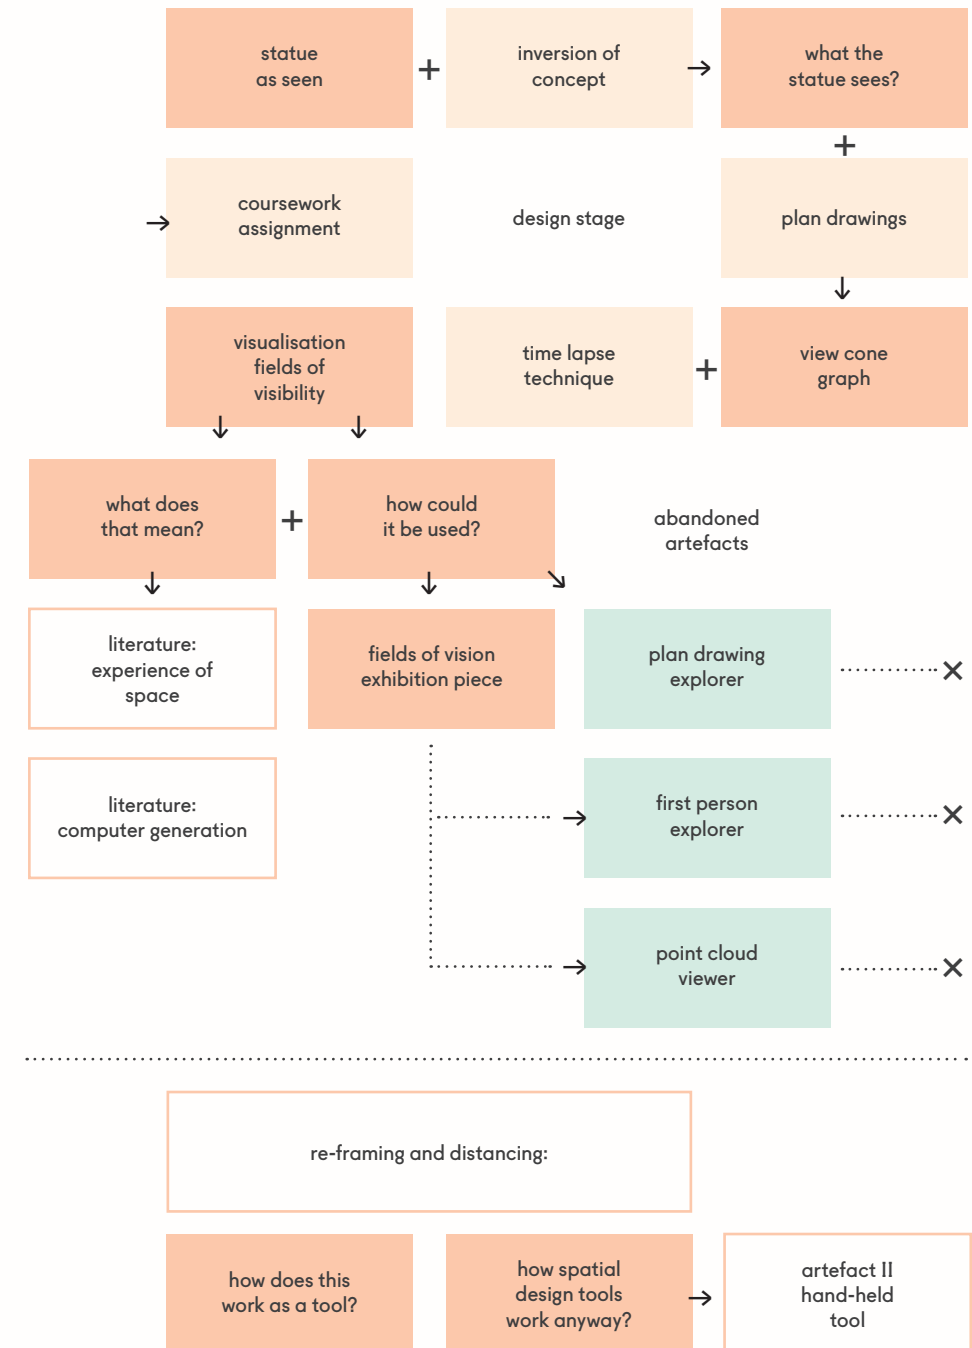 statue
as seen
+
inversion of
concept
→
what the
statue sees?
+
→
coursework
assignment
design stage
plan drawings
↓
visualisation
fields of
visibility
time lapse
technique
+
view cone
graph
↓ ↓
what does
that mean?
+
how could
it be used?
abandoned
artefacts
↓ ↓ ↘
literature:
experience of
space
fields of vision
exhibition piece
plan drawing
explorer
×
literature:
computer generation
→
first person
explorer
×
→
point cloud
viewer
×
re-framing and distancing:
how does this
work as a tool?
how spatial
design tools
work anyway?
→
artefact II
hand-held
tool